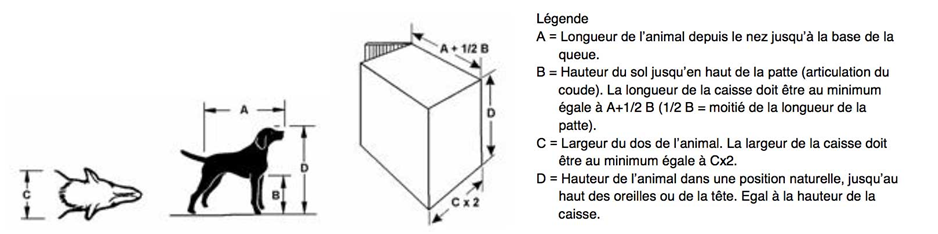 C
A
B
D
A + 1/2 B
D
C x 2
Légende
A = Longueur de l'animal depuis le nez jusqu'à la base de la
queue.
B = Hauteur du sol jusqu'en haut de la patte (articulation du
coude). La longueur de la caisse doit être au minimum
égale à A+1/2 B (1/2 B = moitié de la longueur de la
patte).
C = Largeur du dos de l'animal. La largeur de la caisse doit
être au minimum égale à Cx2.
D = Hauteur de l'animal dans une position naturelle, jusqu'au
haut des oreilles ou de la tête. Egal à la hauteur de la
caisse.